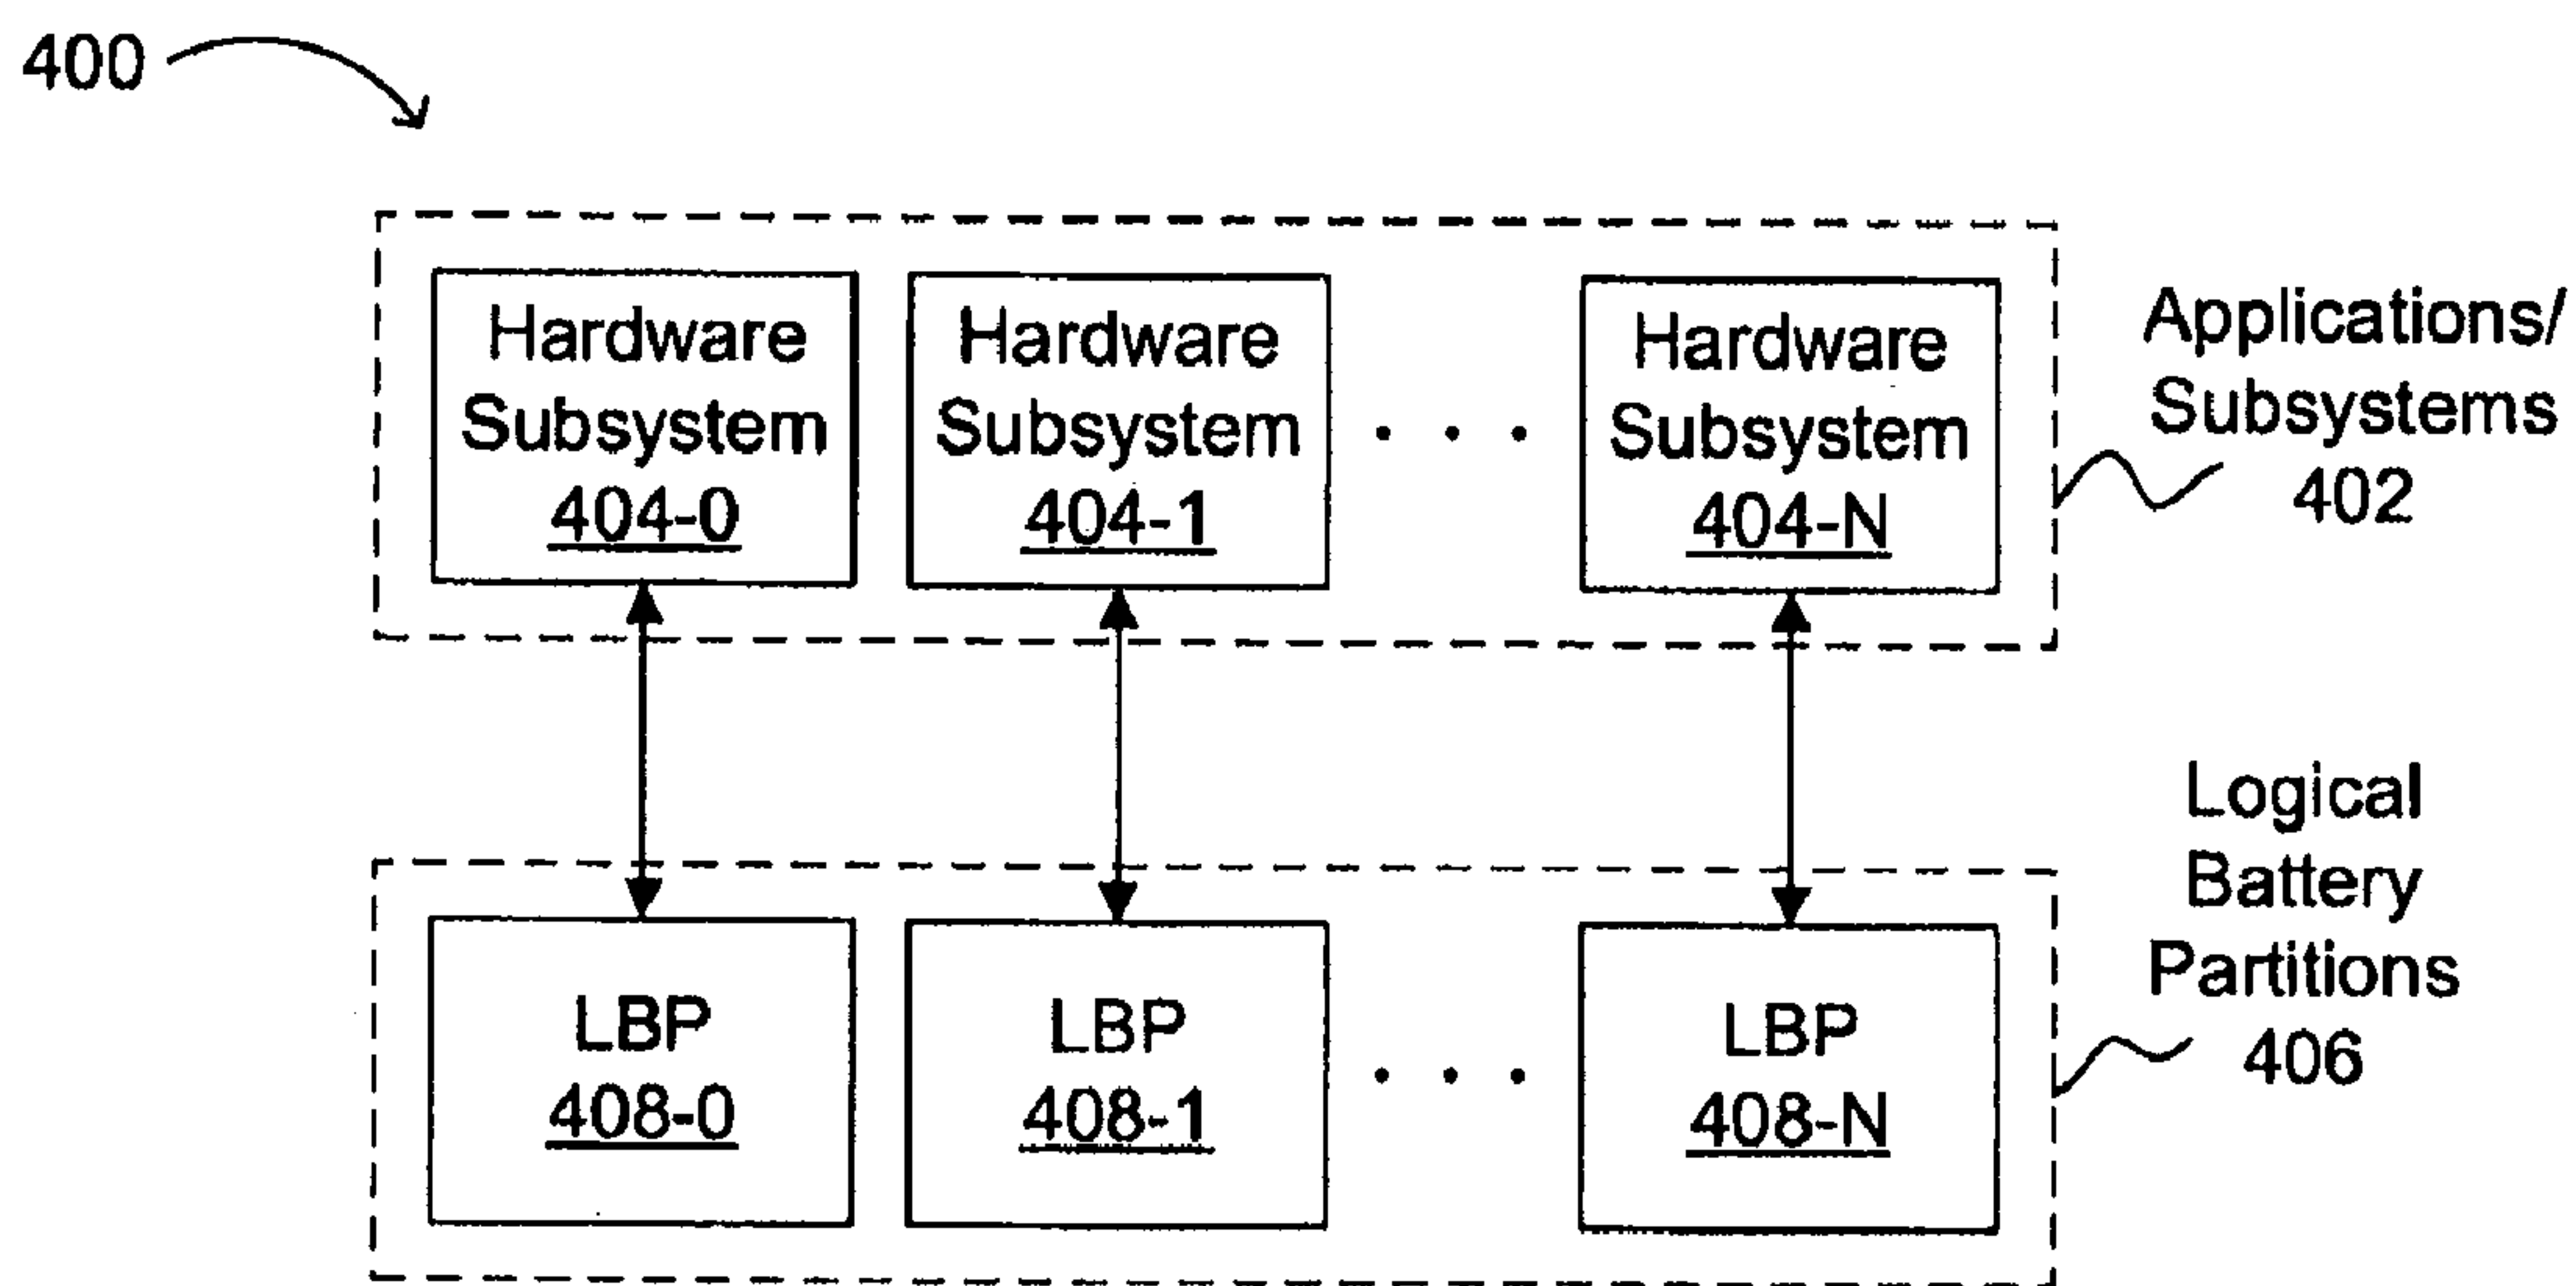 400
Hardware
Subsystem
404-0
Hardware
Subsystem
404-1
. . .
Hardware
Subsystem
404-N
Applications/
Subsystems
402
LBP
408-0
LBP
408-1
. . .
LBP
408-N
Logical
Battery
Partitions
406